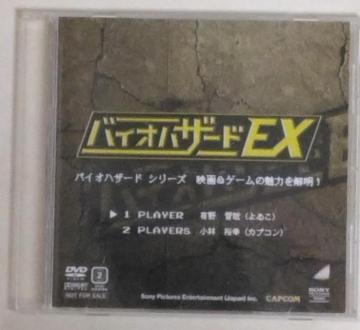 バイオハザードEX
バイオハザード シリーズ 映画&ゲームの魅力を解明!
▶ 1 PLAYER 有野 晋哉(よゐこ)
2 PLAYERS 小林 裕幸(カプコン)
DVD VIDEO
2
NOT FOR SALE
Sony Pictures Entertainment (Japan) Inc.
CAPCOM
SONY